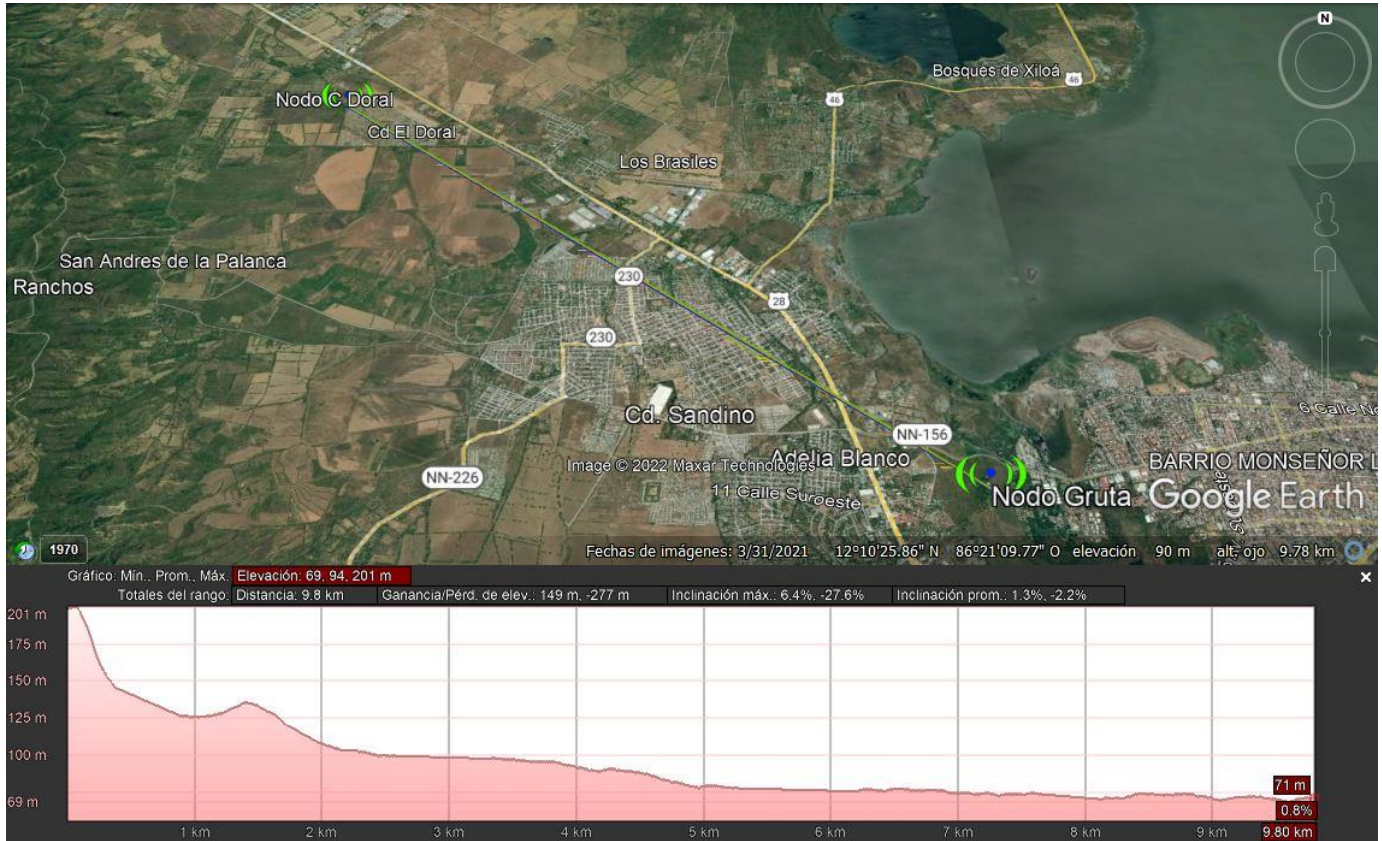 N
Bosques de Xiloá
46
46
Nodo C Doral
Cd El Doral
Los Brasiles
San Andres de la Palanca
Ranchos
230
28
230
6 Calle No
Cd. Sandino
NN-156
Adelia Blanco
BARRIO MONSEÑOR L
Image © 2022 Maxar Technologies
NN-226
11 Calle Suroeste
Nodo Gruta
Google Earth
1970
Fechas de imágenes: 3/31/2021 12°10'25.86" N 86°21'09.77" O elevación 90 m alt. ojo 9.78 km
Gráfico: Mín., Prom., Máx. Elevación: 69, 94, 201 m
Totales del rango: Distancia: 9.8 km Ganancia/Pérd. de elev.: 149 m, -277 m Inclinación máx.: 6.4%, -27.6% Inclinación prom.: 1.3%, -2.2%
201 m
175 m
150 m
125 m
100 m
71 m
69 m
0.8%
1 km 2 km 3 km 4 km 5 km 6 km 7 km 8 km 9 km 9.80 km